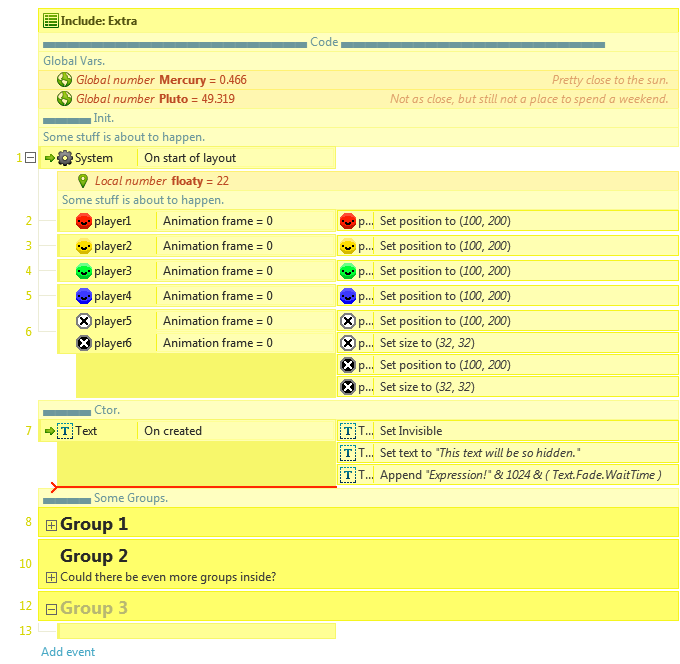 Include: Extra
Code
Global Vars.
Global number Mercury = 0.466 Pretty close to the sun.
Global number Pluto = 49.319 Not as close, but still not a place to spend a weekend.
Init.
Some stuff is about to happen.
1 System On start of layout
Local number floaty = 22
Some stuff is about to happen.
2 player1 Animation frame = 0 p... Set position to (100, 200)
3 player2 Animation frame = 0 p... Set position to (100, 200)
4 player3 Animation frame = 0 p... Set position to (100, 200)
5 player4 Animation frame = 0 p... Set position to (100, 200)
6 player5 Animation frame = 0 p... Set position to (100, 200)
player6 Animation frame = 0 p... Set size to (32, 32)
p... Set position to (100, 200)
p... Set size to (32, 32)
Ctor.
7 T Text On created T T... Set Invisible
T T... Set text to "This text will be so hidden."
T T... Append "Expression!" & 1024 & ( Text.Fade.WaitTime )
Some Groups.
8 Group 1
10 Group 2
Could there be even more groups inside?
12 Group 3
13
Add event